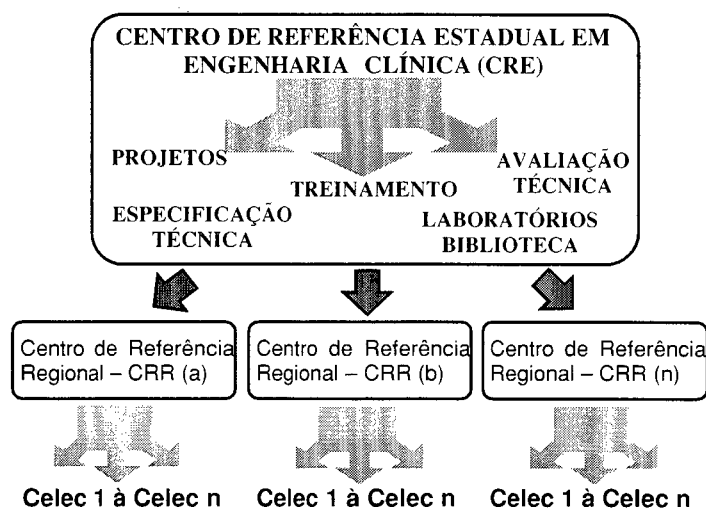 CENTRO DE REFERÊNCIA ESTADUAL EM
ENGENHARIA CLÍNICA (CRE)
PROJETOS
TREINAMENTO
AVALIAÇÃO
TÉCNICA
ESPECIFICAÇÃO
TÉCNICA
LABORATÓRIOS
BIBLIOTECA
Centro de Referência
Regional – CRR (a)
Centro de Referência
Regional – CRR (b)
Centro de Referência
Regional – CRR (n)
Celec 1 à Celec n
Celec 1 à Celec n
Celec 1 à Celec n